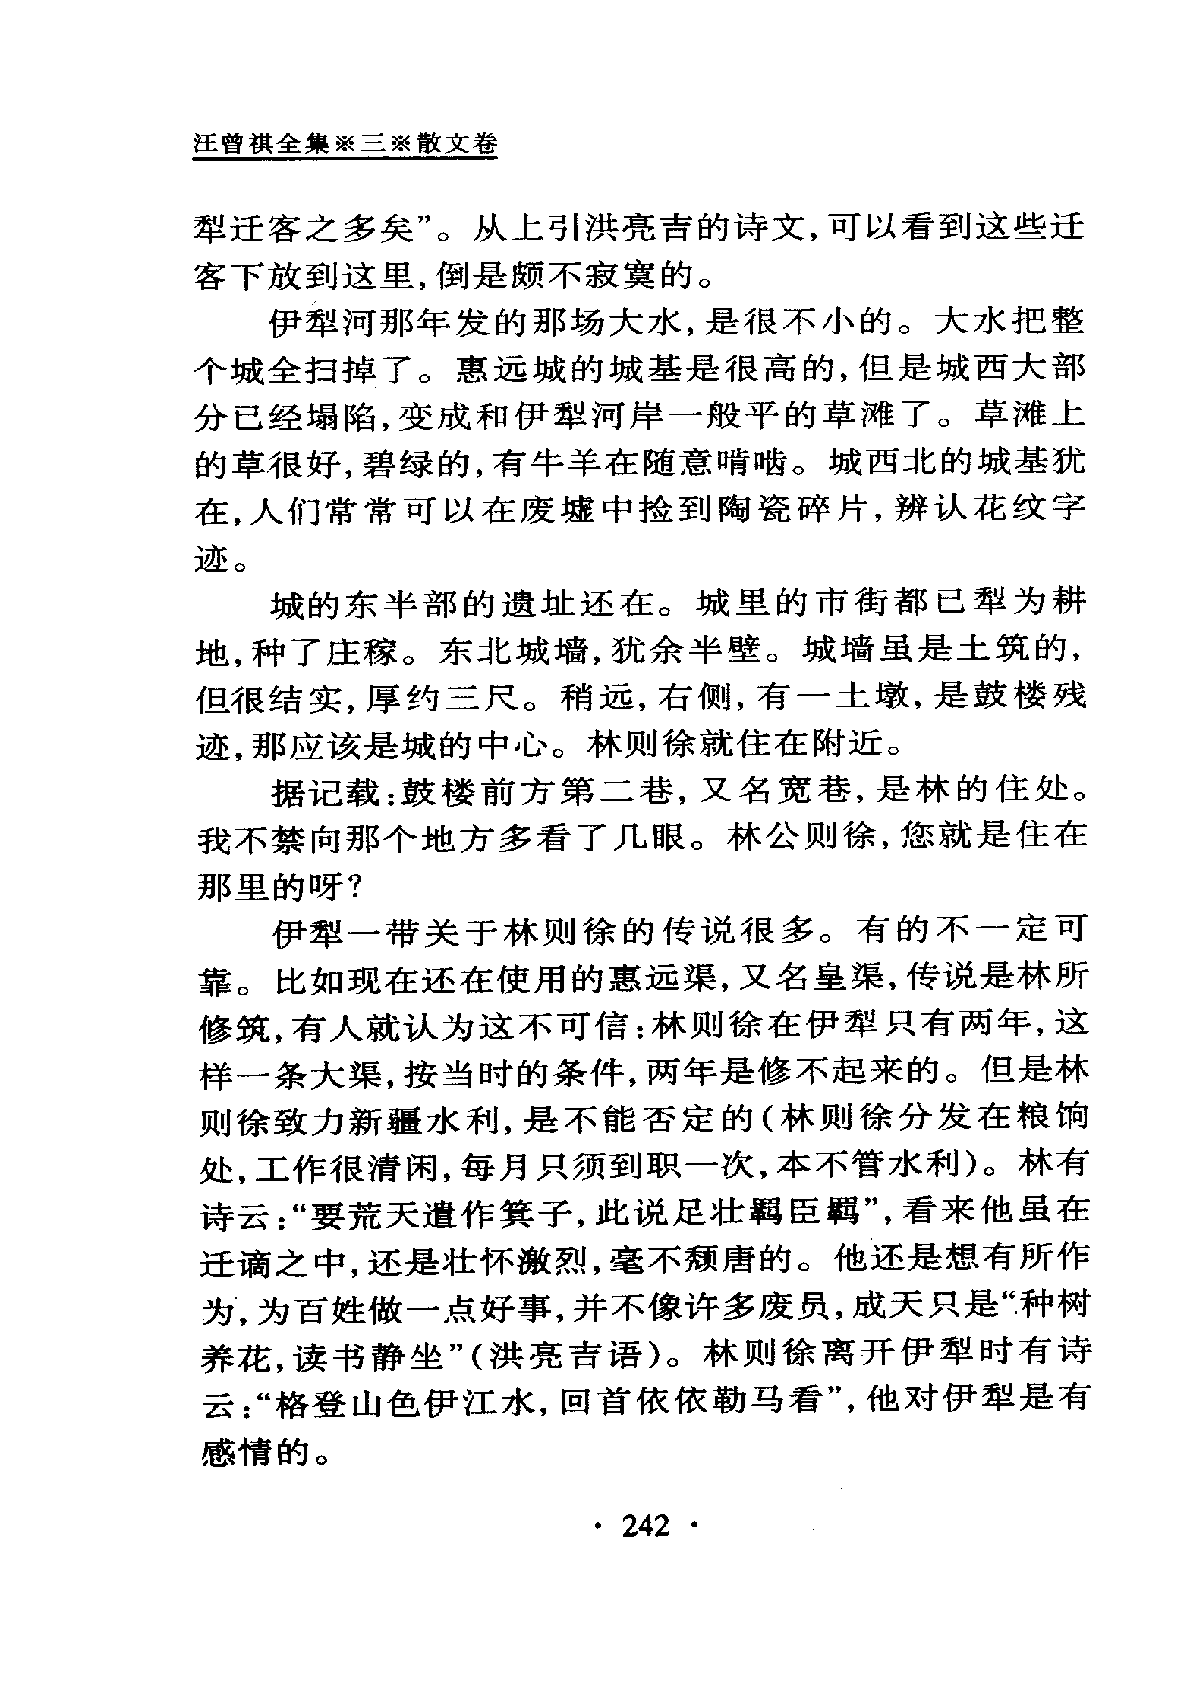 汪曾祺全集※三※散文卷
犁迁客之多矣”。从上引洪亮吉的诗文,可以看到这些迁
客下放到这里,倒是颇不寂寞的。
伊犁河那年发的那场大水,是很不小的。大水把整
个城全扫掉了。惠远城的城基是很高的,但是城西大部
分已经塌陷,变成和伊犁河岸一般平的草滩了。草滩上
的草很好,碧绿的,有牛羊在随意啃啮。城西北的城基犹
在,人们常常可以在废墟中捡到陶瓷碎片,辨认花纹字
迹。
城的东半部的遗址还在。城里的市街都已犁为耕
地,种了庄稼。东北城墙,犹余半壁。城墙虽是土筑的,
但很结实,厚约三尺。稍远,右侧,有一土墩,是鼓楼残
迹,那应该是城的中心。林则徐就住在附近。
据记载:鼓楼前方第二巷,又名宽巷,是林的住处。
我不禁向那个地方多看了几眼。林公则徐,您就是住在
那里的呀?
伊犁一带关于林则徐的传说很多。有的不一定可
靠。比如现在还在使用的惠远渠,又名皇渠,传说是林所
修筑,有人就认为这不可信:林则徐在伊犁只有两年,这
样一条大渠,按当时的条件,两年是修不起来的。但是林
则徐致力新疆水利,是不能否定的(林则徐分发在粮饷
处,工作很清闲,每月只须到职一次,本不管水利)。林有
诗云:“要荒天遣作箕子,此说足壮羁臣羁”,看来他虽在
迁谪之中,还是壮怀激烈,毫不颓唐的。他还是想有所作
为,为百姓做一点好事,并不像许多废员,成天只是“种树
养花,读书静坐”(洪亮吉语)。林则徐离开伊犁时有诗
云:“格登山色伊江水,回首依依勒马看”,他对伊犁是有
感情的。
· 242 ·